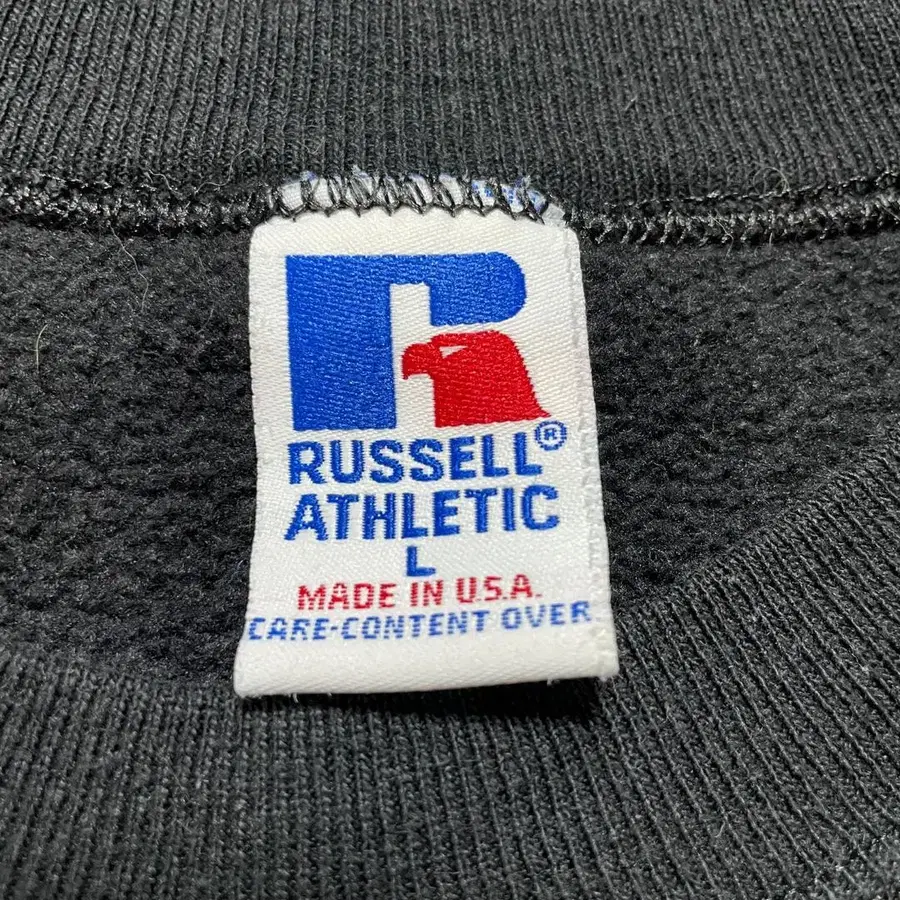 RUSSELL®
ATHLETIC
L
MADE IN U.S.A.
CARE-CONTENT OVER